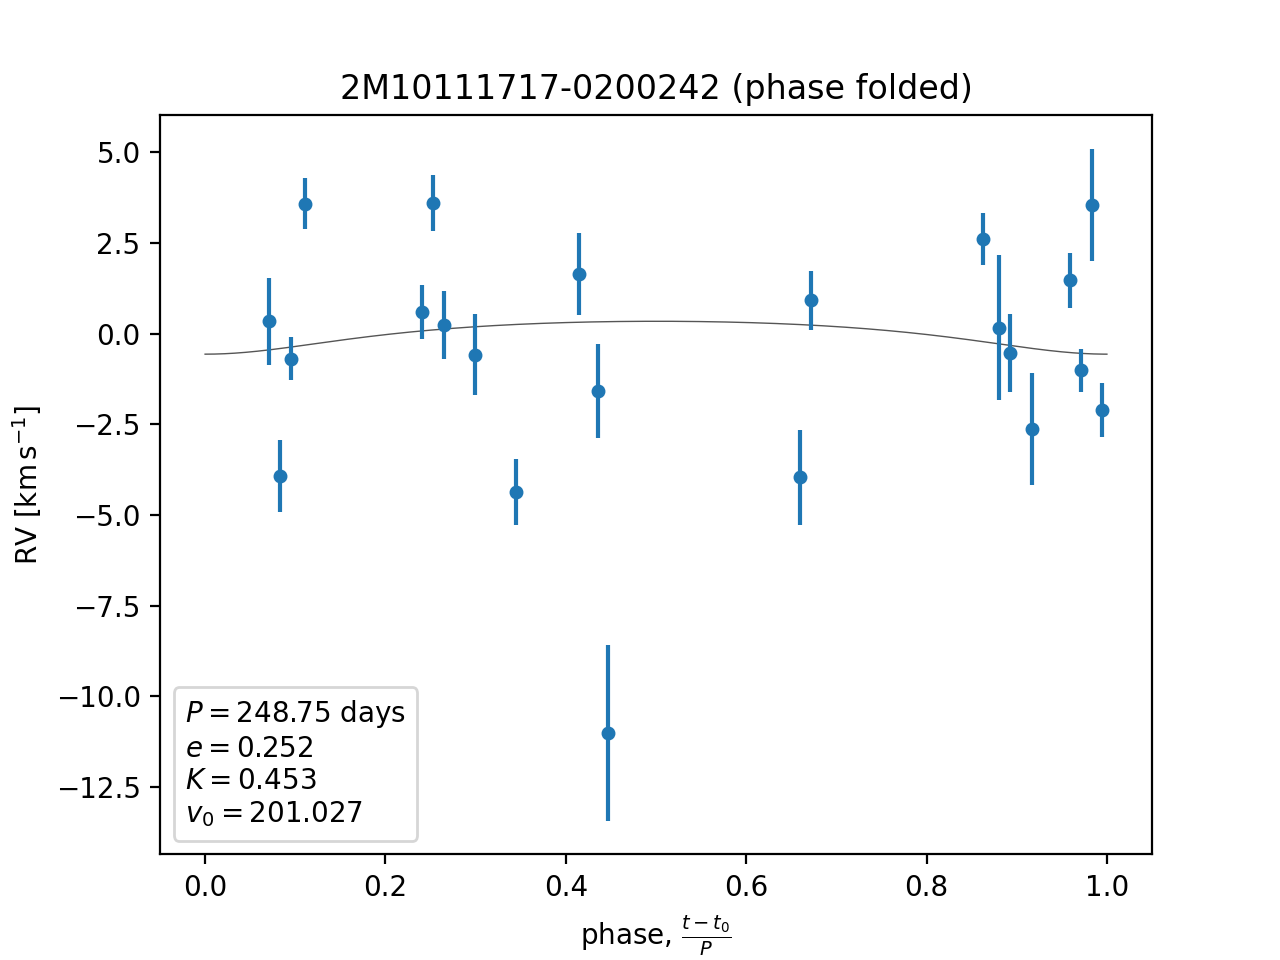 2M10111717-0200242 (phase folded)
5.0
2.5
0.0
−2.5
−5.0
−7.5
−10.0
−12.5
RV [km s⁻¹]
P = 248.75 days
e = 0.252
K = 0.453
v₀ = 201.027
0.0 0.2 0.4 0.6 0.8 1.0
phase, (t − t₀)/P